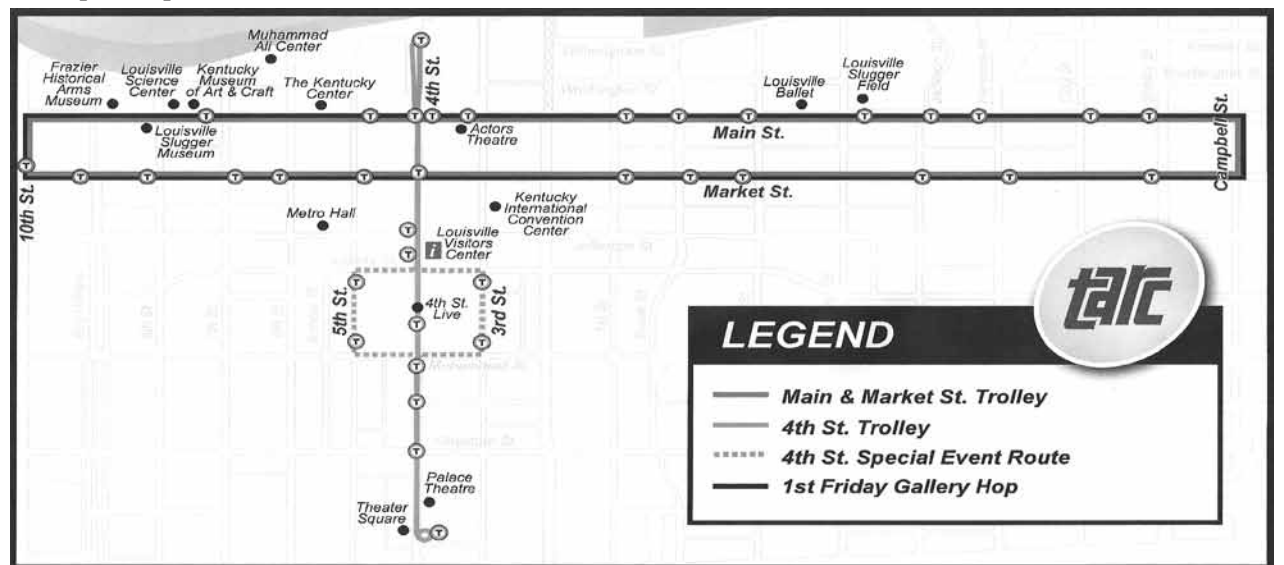 Muhammad
Ali Center
Frazier
Historical
Arms
Museum
Louisville
Science
Center
Kentucky
Museum
of Art & Craft
The Kentucky
Center
4th St.
Louisville
Ballet
Louisville
Slugger
Field
Louisville
Slugger
Museum
Actors
Theatre
Main St.
Campbell St.
10th St.
Market St.
Metro Hall
Kentucky
International
Convention
Center
i
Louisville
Visitors
Center
5th St.
4th St.
Live
3rd St.
Palace
Theatre
Theater
Square
tarc
LEGEND
Main & Market St. Trolley
4th St. Trolley
4th St. Special Event Route
1st Friday Gallery Hop